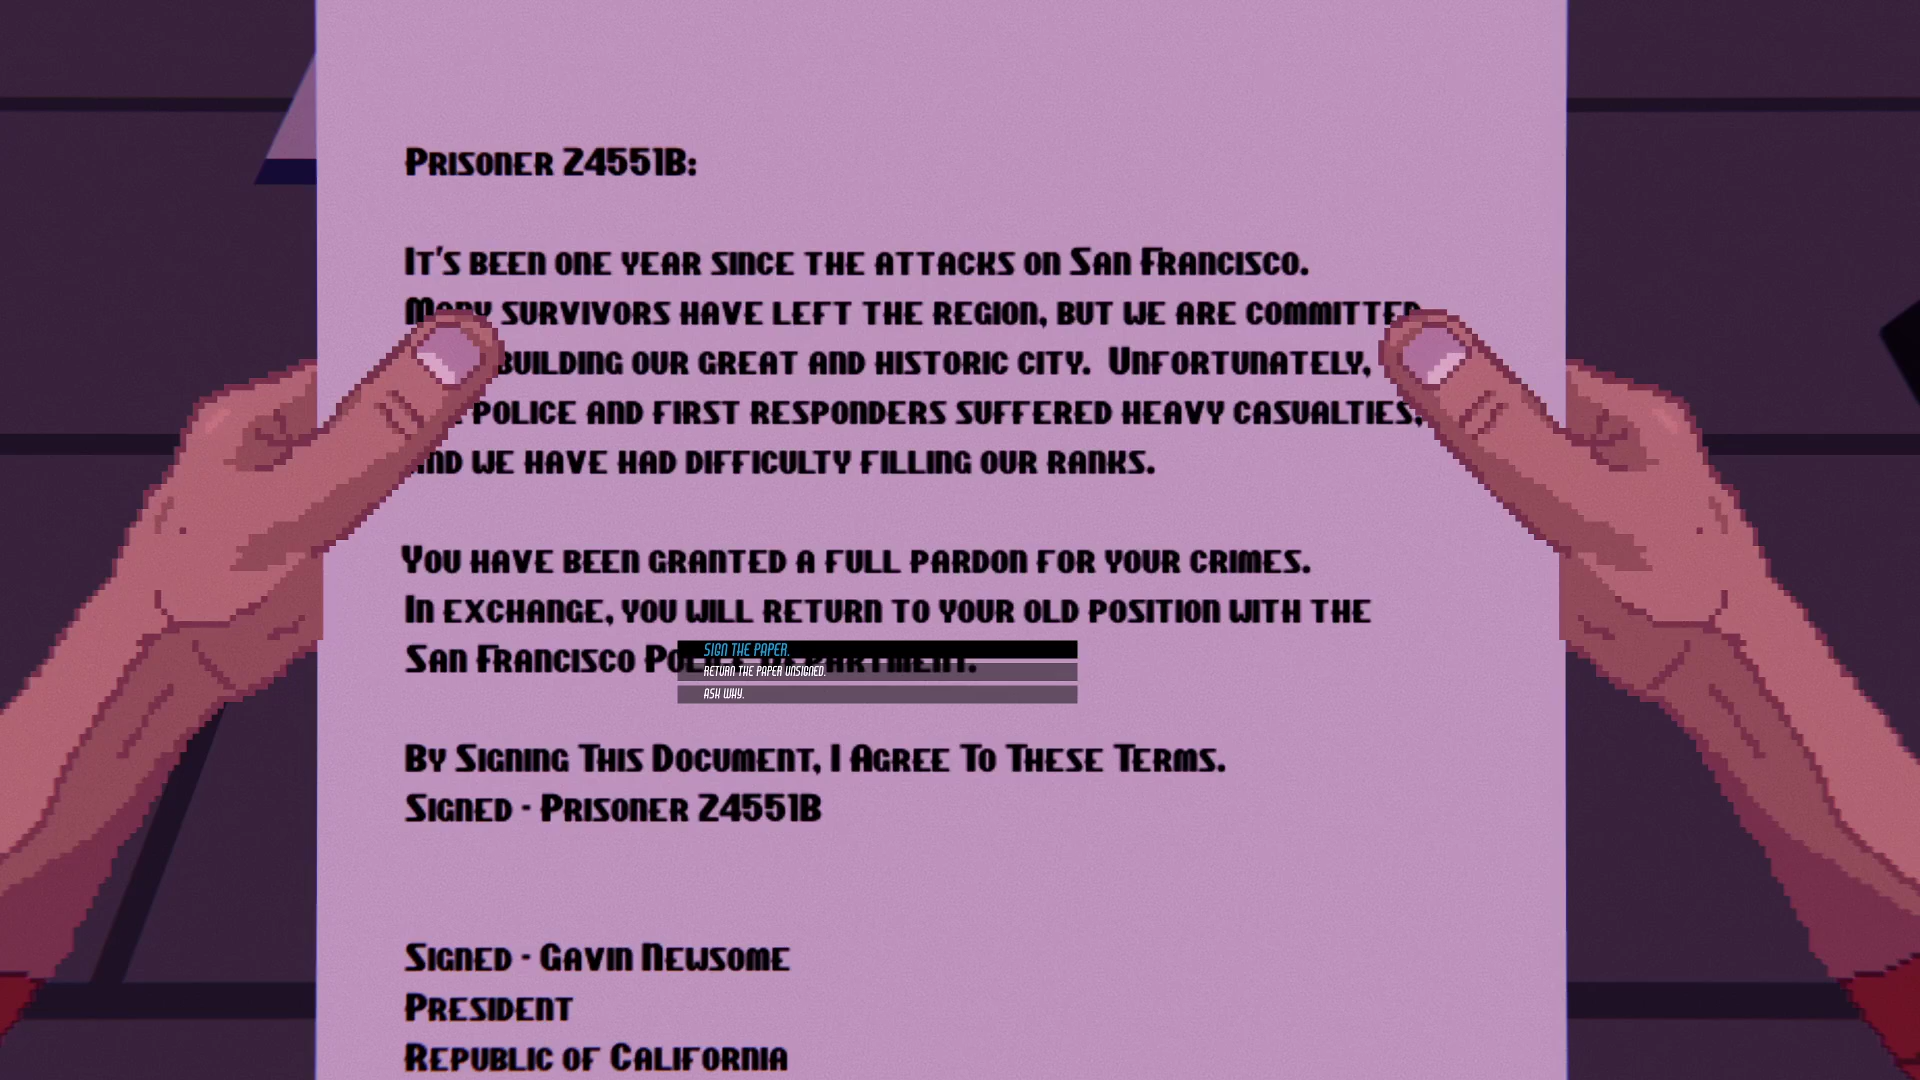 Prisoner 24551B:
It's been one year since the attacks on San Francisco.
Many survivors have left the region, but we are committed
building our great and historic city. Unfortunately,
police and first responders suffered heavy casualties,
and we have had difficulty filling our ranks.
You have been granted a full pardon for your crimes.
In exchange, you will return to your old position with the
San Francisco Police Department.
Sign the paper.
Return the paper unsigned.
Ask why.
By Signing This Document, I Agree To These Terms.
Signed - Prisoner 24551B
Signed - Gavin Newsome
President
Republic of California